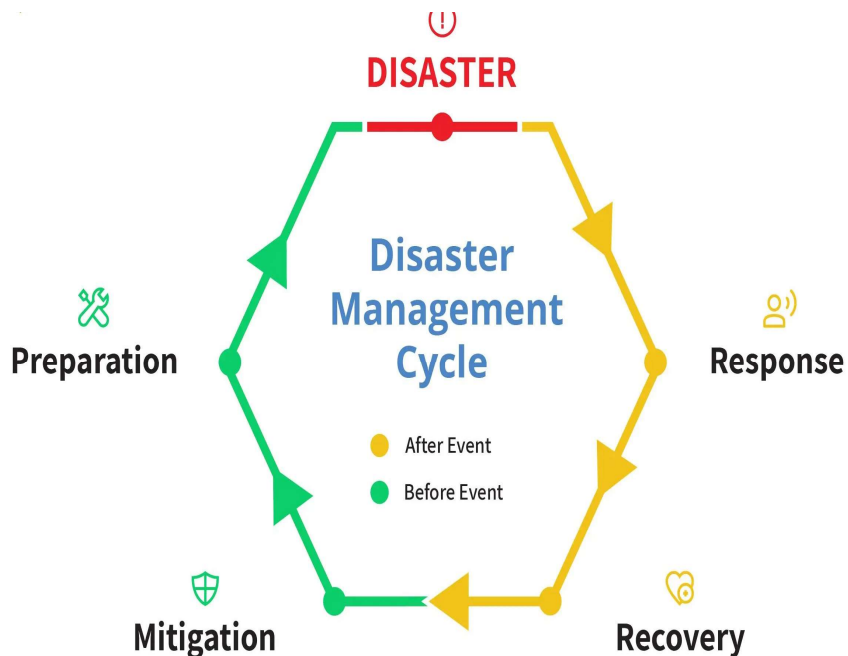 DISASTER
Disaster
Management
Cycle
Preparation
Response
After Event
Before Event
Mitigation
Recovery